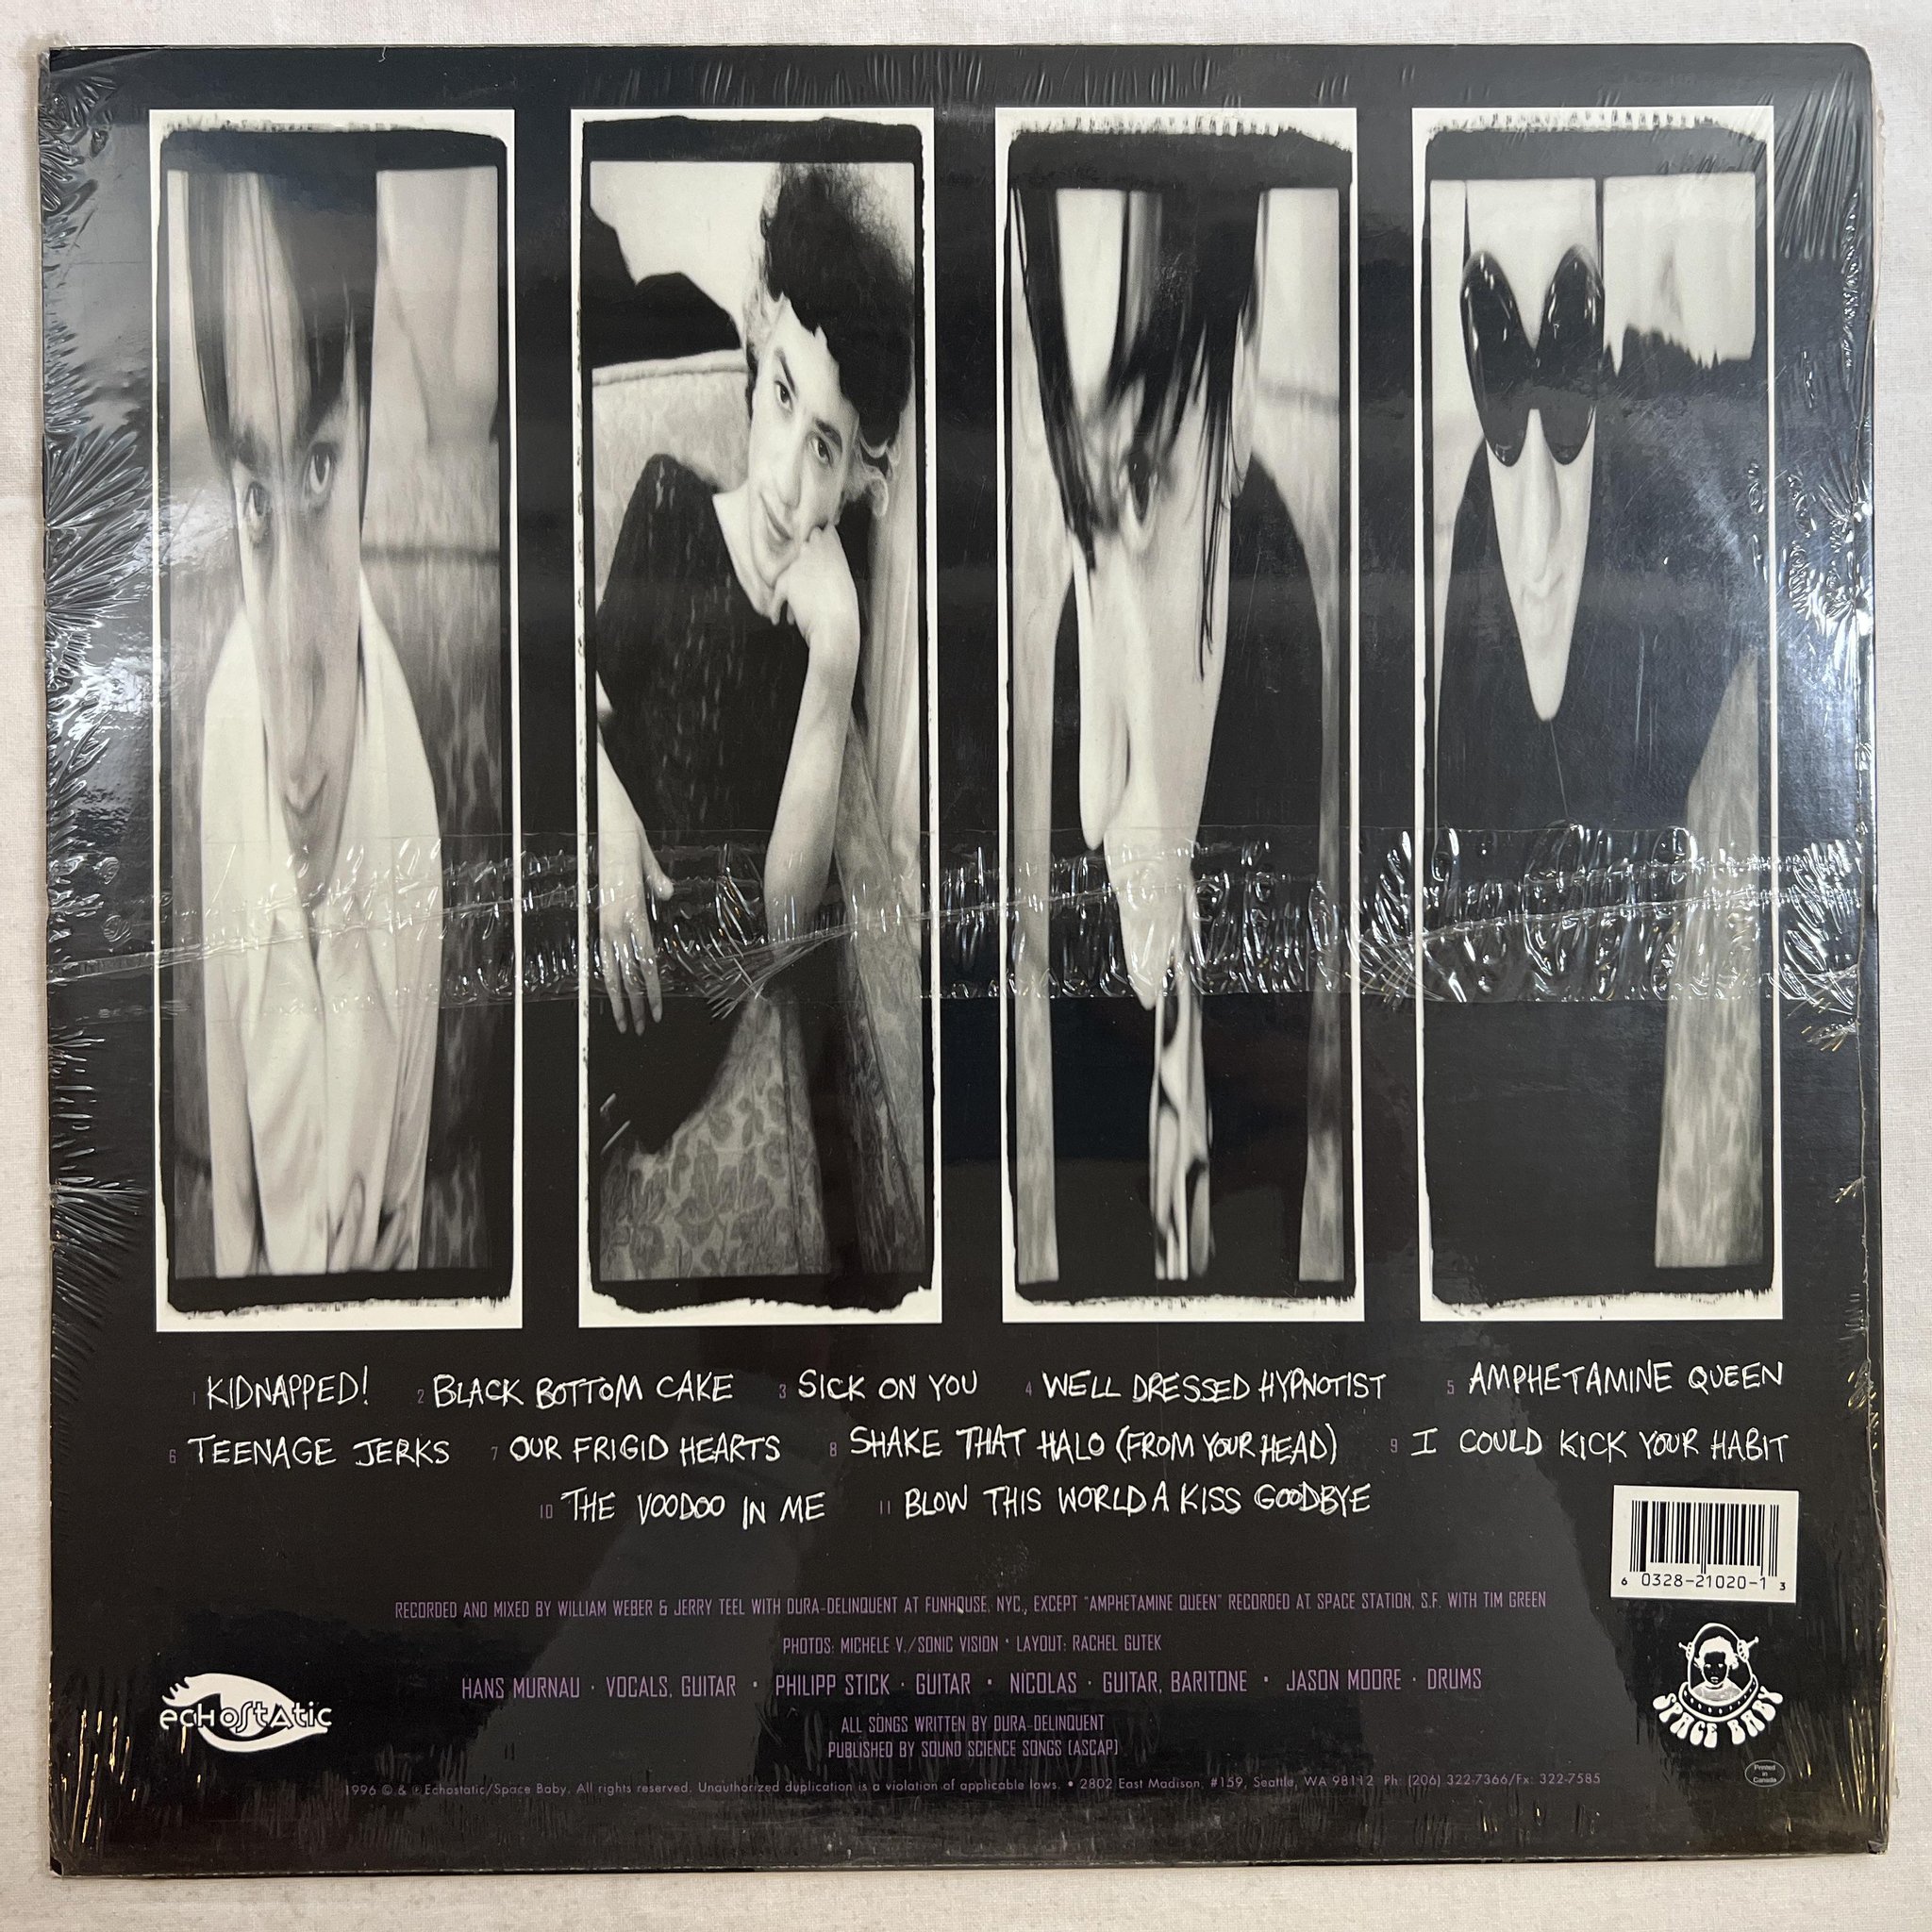 1 KIDNAPPED! 2 BLACK BOTTOM CAKE 3 SICK ON YOU 4 WELL DRESSED HYPNOTIST 5 AMPHETAMINE QUEEN
6 TEENAGE JERKS 7 OUR FRIGID HEARTS 8 SHAKE THAT HALO (FROM YOUR HEAD) 9 I COULD KICK YOUR HABIT
10 THE VOODOO IN ME 11 BLOW THIS WORLD A KISS GOODBYE
6 0328-21020-1 3
RECORDED AND MIXED BY WILLIAM WEBER & JERRY TEEL WITH DURA-DELINQUENT AT FUNHOUSE, NYC., EXCEPT "AMPHETAMINE QUEEN" RECORDED AT SPACE STATION, S.F. WITH TIM GREEN
PHOTOS: MICHELE V./SONIC VISION • LAYOUT: RACHEL GUTEK
HANS MURNAU · VOCALS, GUITAR • PHILIPP STICK · GUITAR • NICOLAS · GUITAR, BARITONE • JASON MOORE · DRUMS
echostatic
SPACE BABY
ALL SONGS WRITTEN BY DURA-DELINQUENT
PUBLISHED BY SOUND SCIENCE SONGS (ASCAP)
Printed
in
Canada
1996 © & ℗ Echostatic/Space Baby. All rights reserved. Unauthorized duplication is a violation of applicable laws. • 2802 East Madison, #159, Seattle, WA 98112 Ph: (206) 322-7366/Fx: 322-7585